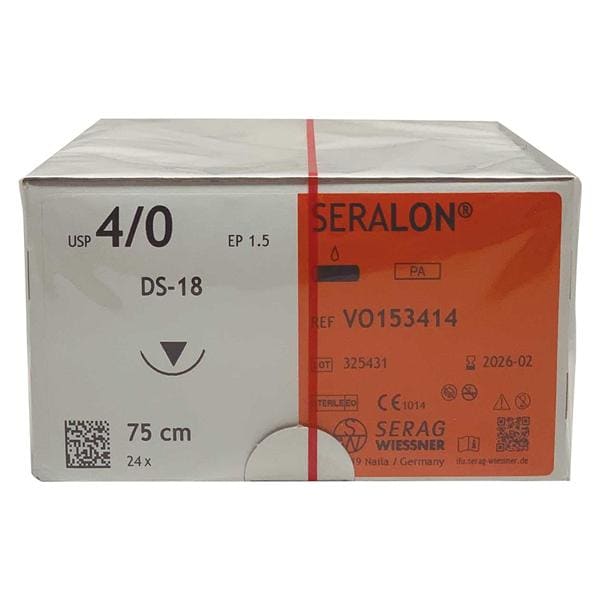 SERALON®
USP 4/0 EP 1.5
DS-18
PA
REF VO153414
LOT 325431 2026-02
STERILE EO CE 1014
75 cm
24 x
SERAG
WIESSNER
Naila / Germany
ifu.serag-wiessner.de